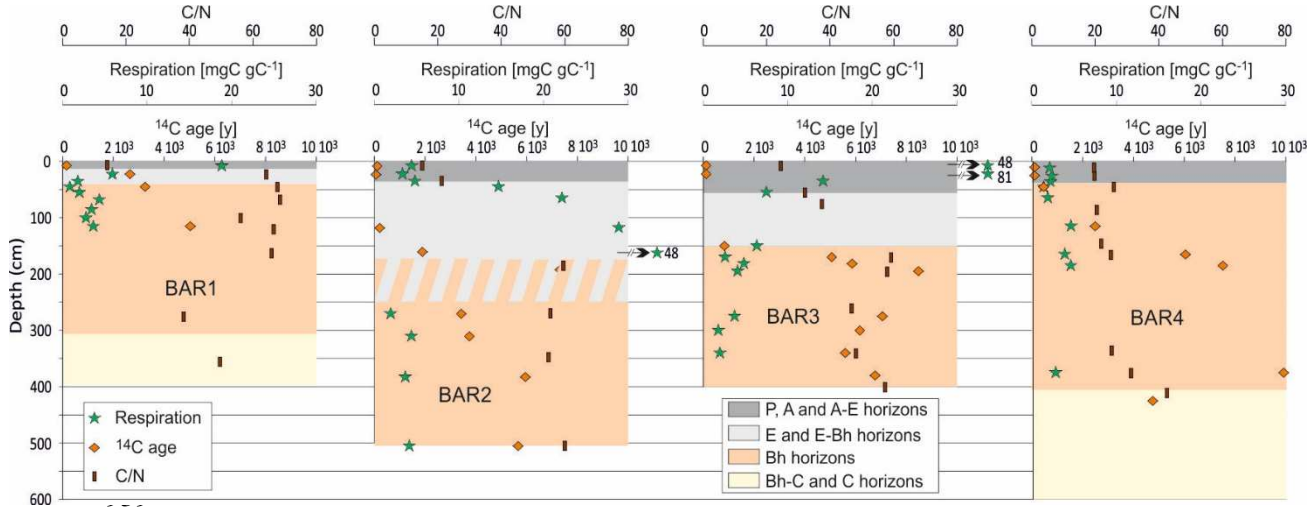 C/N C/N C/N C/N
0 20 40 60 80 0 20 40 60 80 0 20 40 60 80 0 20 40 60 80
Respiration [mgC gC⁻¹] Respiration [mgC gC⁻¹] Respiration [mgC gC⁻¹] Respiration [mgC gC⁻¹]
0 10 20 30 0 10 20 30 0 10 20 30 0 10 20 30
¹⁴C age [y] ¹⁴C age [y] ¹⁴C age [y] ¹⁴C age [y]
0 2 10³ 4 10³ 6 10³ 8 10³ 10 10³ 0 2 10³ 4 10³ 6 10³ 8 10³ 10 10³ 0 2 10³ 4 10³ 6 10³ 8 10³ 10 10³ 0 2 10³ 4 10³ 6 10³ 8 10³ 10 10³
Depth (cm)
0
100
200
300
400
500
600
48
81
48
BAR1
BAR2
BAR3
BAR4
Respiration
¹⁴C age
C/N
P, A and A-E horizons
E and E-Bh horizons
Bh horizons
Bh-C and C horizons